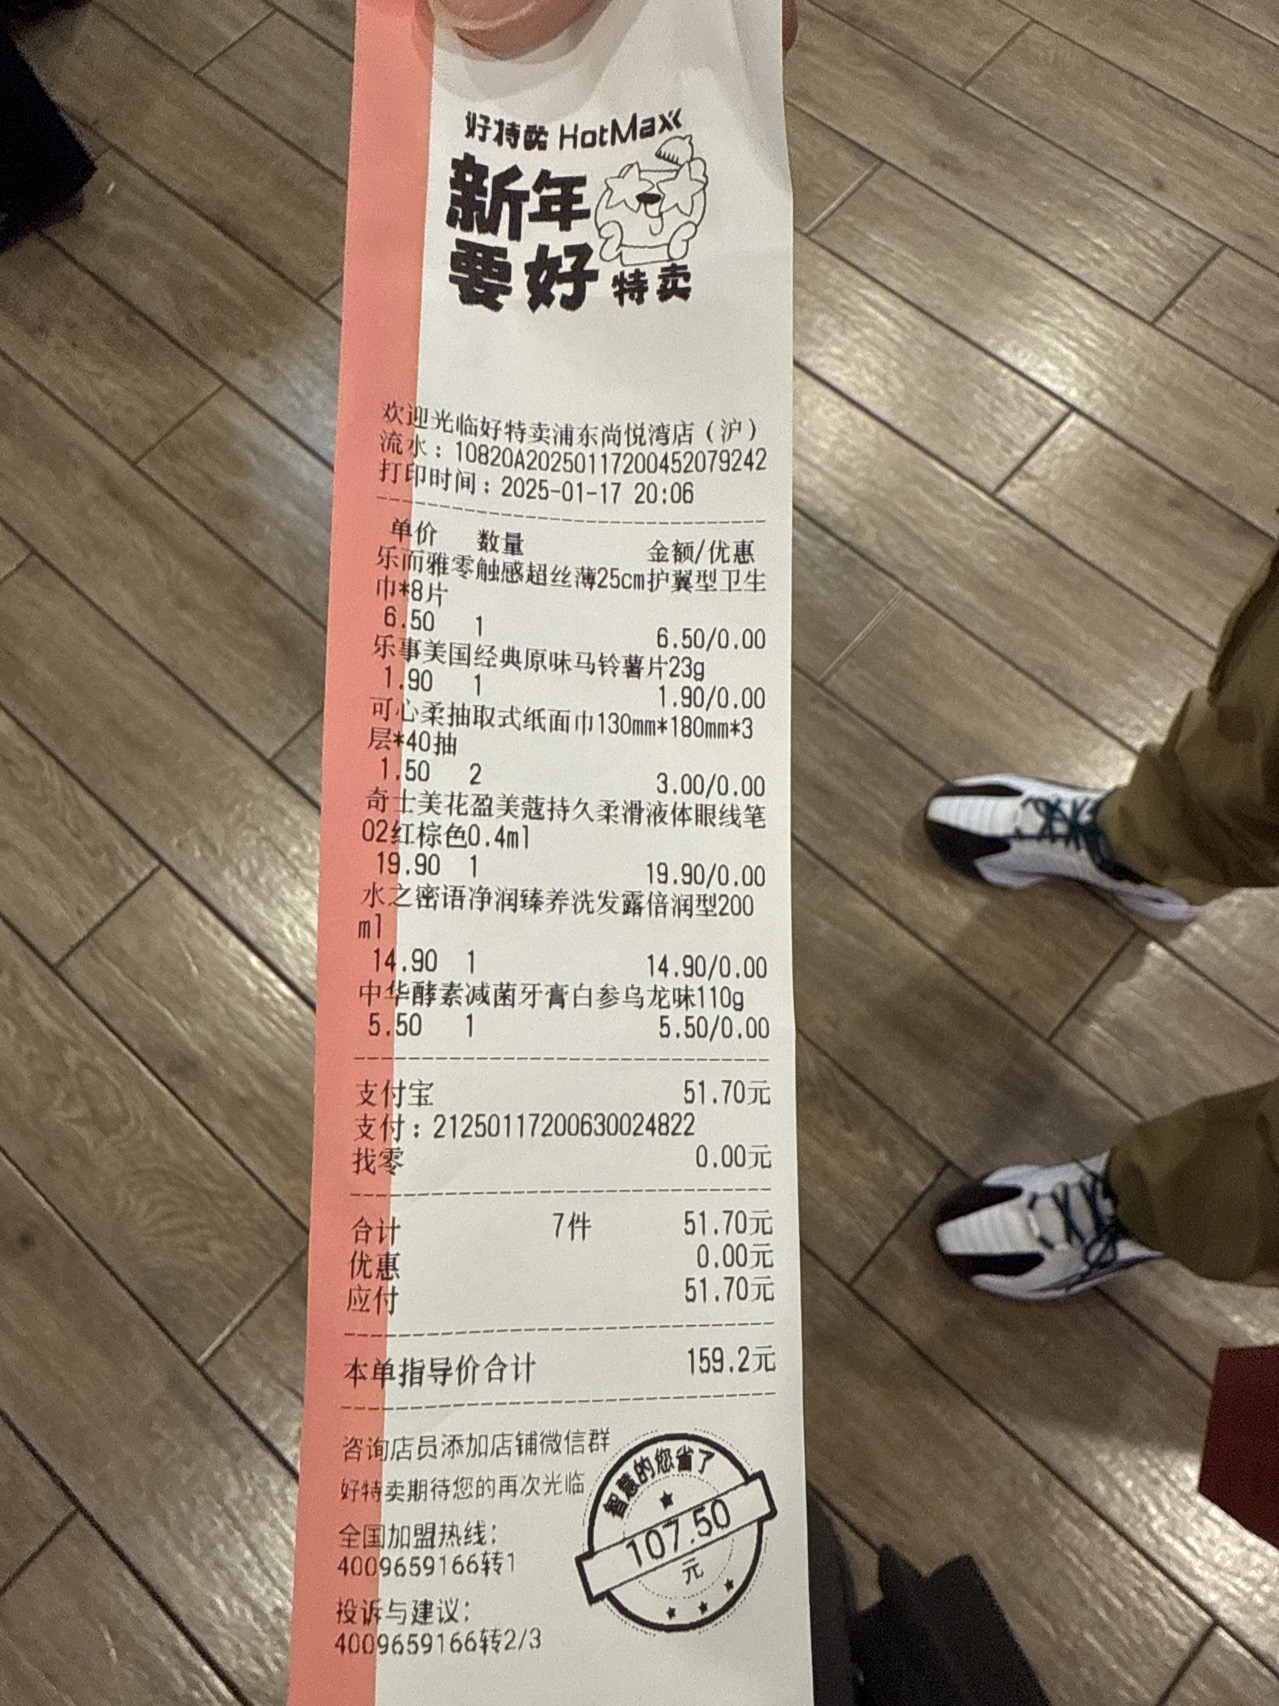 好特卖 HotMaxx
新年
要好特卖
欢迎光临好特卖浦东尚悦湾店（沪）
流水：10820A20250117200452079242
打印时间：2025-01-17 20:06
单价 数量 金额/优惠
乐而雅零触感超丝薄25cm护翼型卫生
巾*8片
6.50 1 6.50/0.00
乐事美国经典原味马铃薯片23g
1.90 1 1.90/0.00
可心柔抽取式纸面巾130mm*180mm*3
层*40抽
1.50 2 3.00/0.00
奇士美花盈美蔻持久柔滑液体眼线笔
02红棕色0.4ml
19.90 1 19.90/0.00
水之密语净润臻养洗发露倍润型200
ml
14.90 1 14.90/0.00
中华酵素减菌牙膏白参乌龙味110g
5.50 1 5.50/0.00
支付宝 51.70元
支付：21250117200630024822
找零 0.00元
合计 7件 51.70元
优惠 0.00元
应付 51.70元
本单指导价合计 159.2元
咨询店员添加店铺微信群
好特卖期待您的再次光临
全国加盟热线：
4009659166转1
投诉与建议：
4009659166转2/3
智慧的您省了
107.50
元